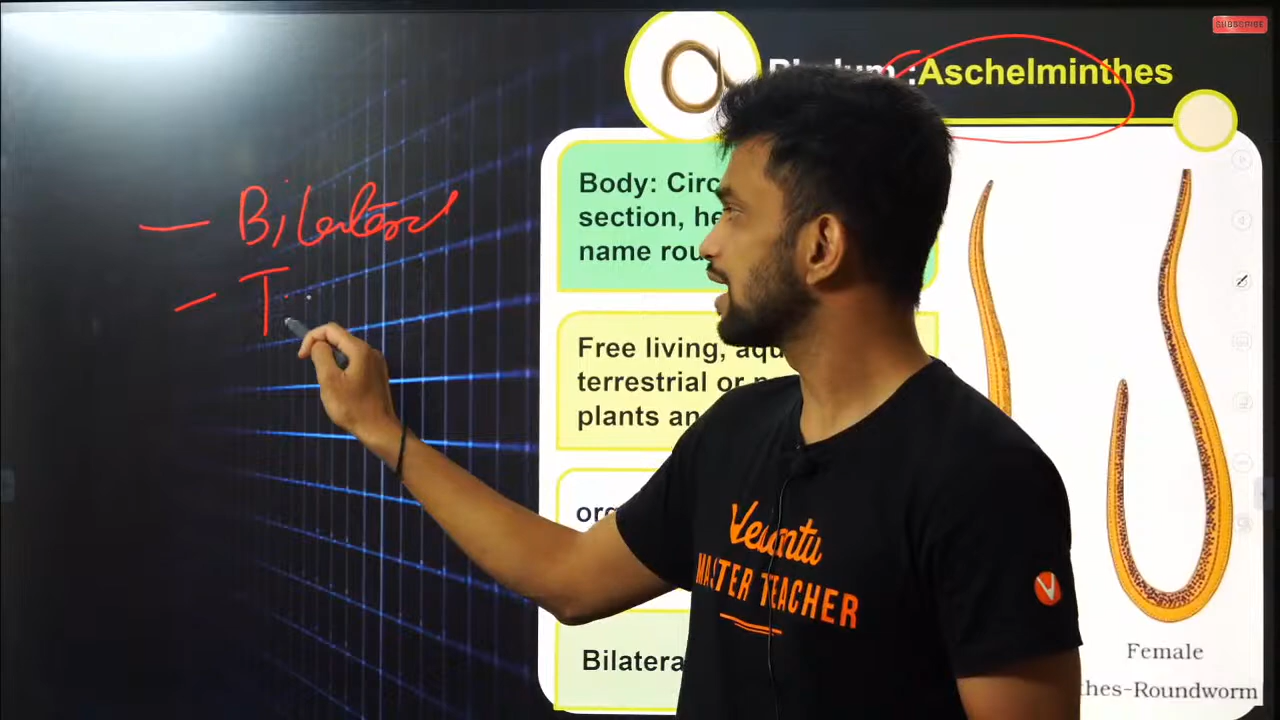 SUBSCRIBE
:Aschelminthes
Body: Circ
section, he
name rou
Free living, aqu
terrestrial or
plants an
org
Bilatera
- Bilateral
- T
Vedantu
MASTER TEACHER
V
Female
thes-Roundworm